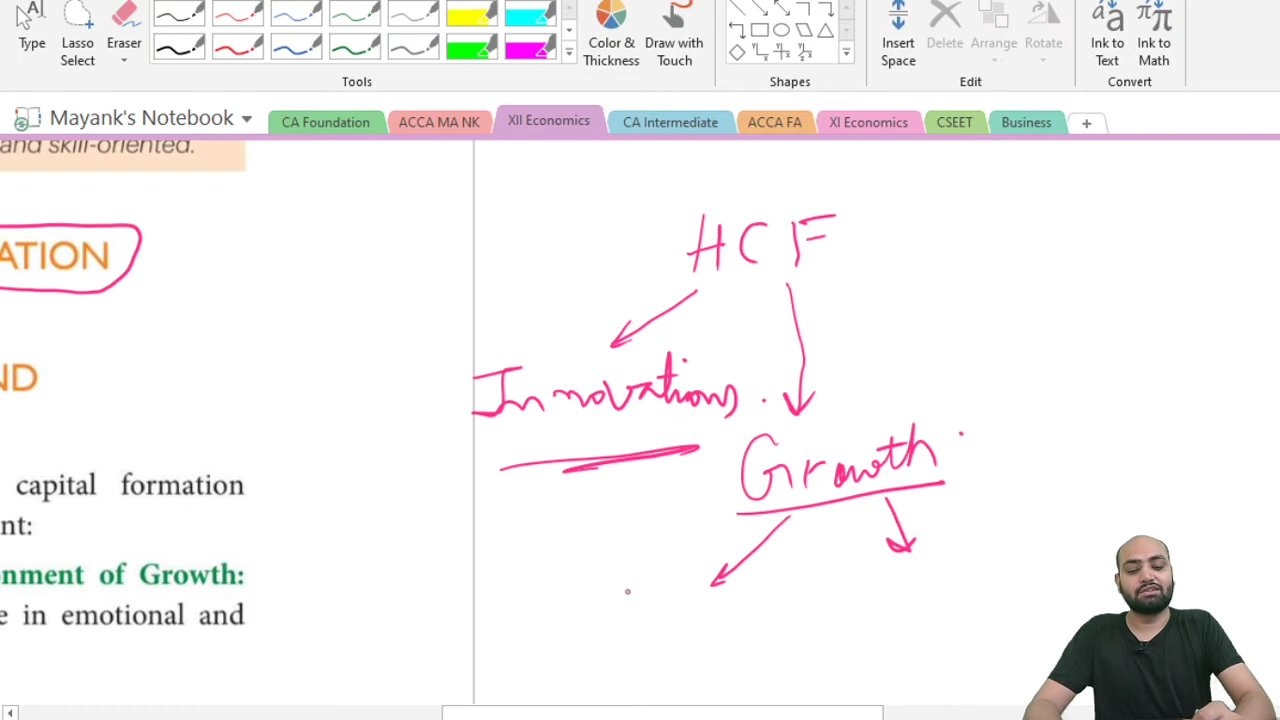 Type
Lasso Select
Eraser
Color & Thickness
Draw with Touch
Insert Space
Delete
Arrange
Rotate
Ink to Text
Ink to Math
Tools
Shapes
Edit
Convert
Mayank's Notebook
CA Foundation
ACCA MA NK
XII Economics
CA Intermediate
ACCA FA
XI Economics
CSEET
Business
and skill-oriented.
ATION
ND
capital formation
nt:
onment of Growth:
e in emotional and
HCF
Innovations.
Growth